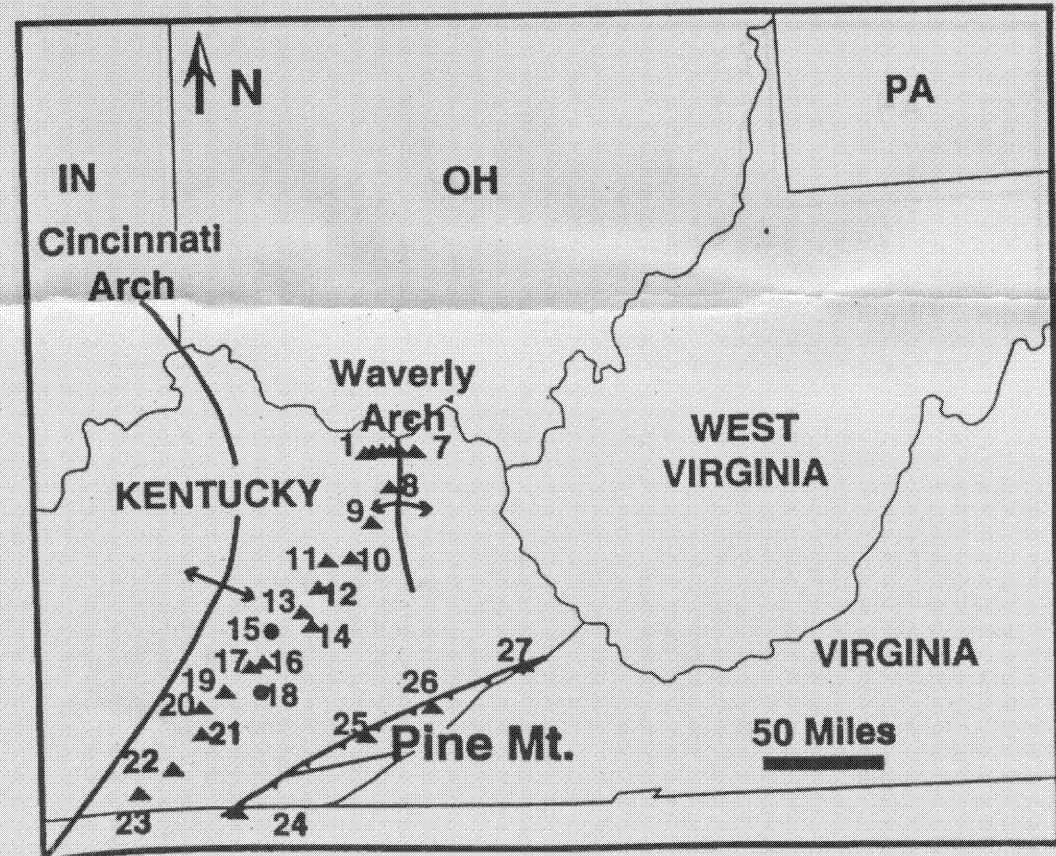 N
PA
IN
OH
Cincinnati
Arch
Waverly
Arch
1
7
WEST
VIRGINIA
KENTUCKY
8
9
11
10
12
13
15
14
17
16
VIRGINIA
27
19
18
26
20
25
21
Pine Mt.
50 Miles
22
23
24